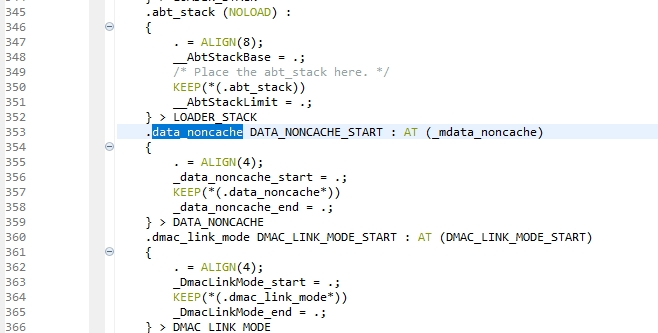 345 .abt_stack (NOLOAD) :
346 {
347 . = ALIGN(8);
348 __AbtStackBase = .;
349 /* Place the abt_stack here. */
350 KEEP(*(.abt_stack))
351 __AbtStackLimit = .;
352 } > LOADER_STACK
353 .data_noncache DATA_NONCACHE_START : AT (_mdata_noncache)
354 {
355 . = ALIGN(4);
356 _data_noncache_start = .;
357 KEEP(*(.data_noncache*))
358 _data_noncache_end = .;
359 } > DATA_NONCACHE
360 .dmac_link_mode DMAC_LINK_MODE_START : AT (DMAC_LINK_MODE_START)
361 {
362 . = ALIGN(4);
363 _DmacLinkMode_start = .;
364 KEEP(*(.dmac_link_mode*))
365 _DmacLinkMode_end = .;
366 } > DMAC_LINK_MODE